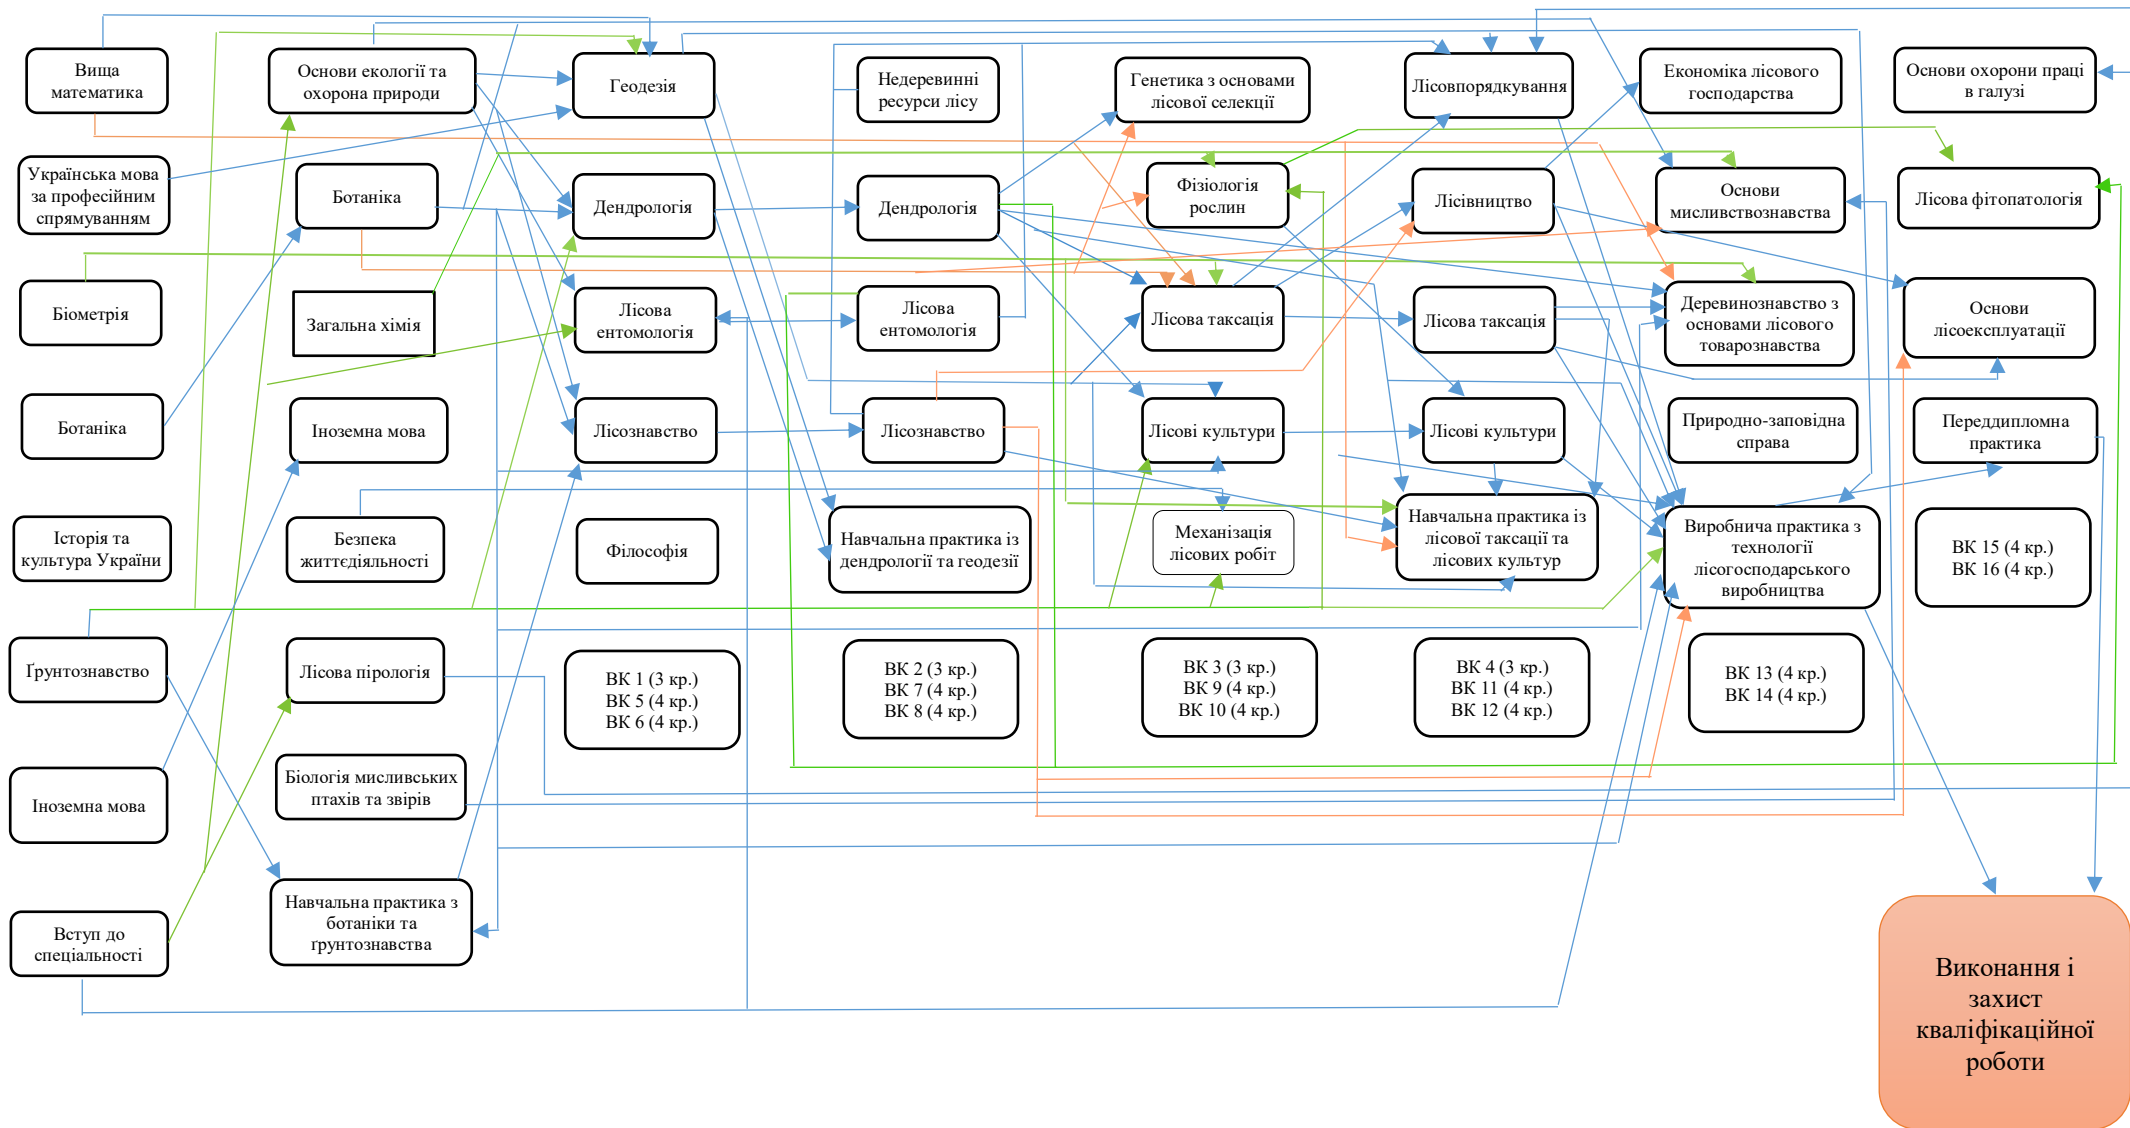 Вища
математика
Українська мова
за професійним
спрямуванням
Біометрія
Ботаніка
Історія та
культура України
Ґрунтознавство
Іноземна мова
Вступ до
спеціальності
Основи екології та
охорона природи
Ботаніка
Загальна хімія
Іноземна мова
Безпека
життєдіяльності
Лісова пірологія
Біологія мисливських
птахів та звірів
Навчальна практика з
ботаніки та
ґрунтознавства
Геодезія
Дендрологія
Лісова
ентомологія
Лісознавство
Філософія
ВК 1 (3 кр.)
ВК 5 (4 кр.)
ВК 6 (4 кр.)
Недеревинні
ресурси лісу
Дендрологія
Лісова
ентомологія
Лісознавство
Навчальна практика із
дендрології та геодезії
ВК 2 (3 кр.)
ВК 7 (4 кр.)
ВК 8 (4 кр.)
Генетика з основами
лісової селекції
Фізіологія
рослин
Лісова таксація
Лісові культури
Механізація
лісових робіт
ВК 3 (3 кр.)
ВК 9 (4 кр.)
ВК 10 (4 кр.)
Лісовпорядкування
Лісівництво
Лісова таксація
Лісові культури
Навчальна практика із
лісової таксації та
лісових культур
ВК 4 (3 кр.)
ВК 11 (4 кр.)
ВК 12 (4 кр.)
Економіка лісового
господарства
Основи
мисливствознавства
Деревинознавство з
основами лісового
товарознавства
Природно-заповідна
справа
Виробнича практика з
технології
лісогосподарського
виробництва
ВК 13 (4 кр.)
ВК 14 (4 кр.)
Основи охорони праці
в галузі
Лісова фітопатологія
Основи
лісоексплуатації
Переддипломна
практика
ВК 15 (4 кр.)
ВК 16 (4 кр.)
Виконання і
захист
кваліфікаційної
роботи